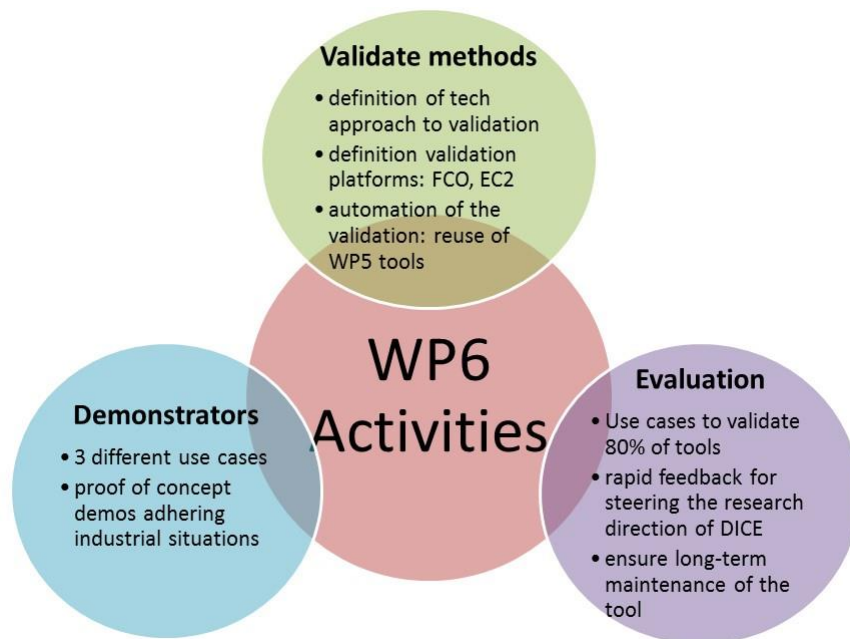 Validate methods
• definition of tech
approach to validation
• definition validation
platforms: FCO, EC2
• automation of the
validation: reuse of
WP5 tools
WP6
Activities
Demonstrators
• 3 different use cases
• proof of concept
demos adhering
industrial situations
Evaluation
• Use cases to validate
80% of tools
• rapid feedback for
steering the research
direction of DICE
• ensure long-term
maintenance of the
tool